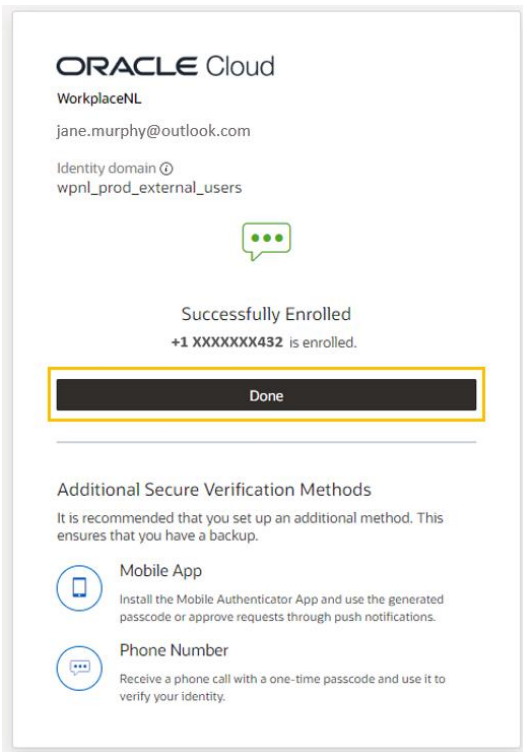 ORACLE Cloud
WorkplaceNL
jane.murphy@outlook.com
Identity domain
wpnl_prod_external_users
Successfully Enrolled
+1 XXXXXXX432 is enrolled.
Done
Additional Secure Verification Methods
It is recommended that you set up an additional method. This
ensures that you have a backup.
Mobile App
Install the Mobile Authenticator App and use the generated
passcode or approve requests through push notifications.
Phone Number
Receive a phone call with a one-time passcode and use it to
verify your identity.